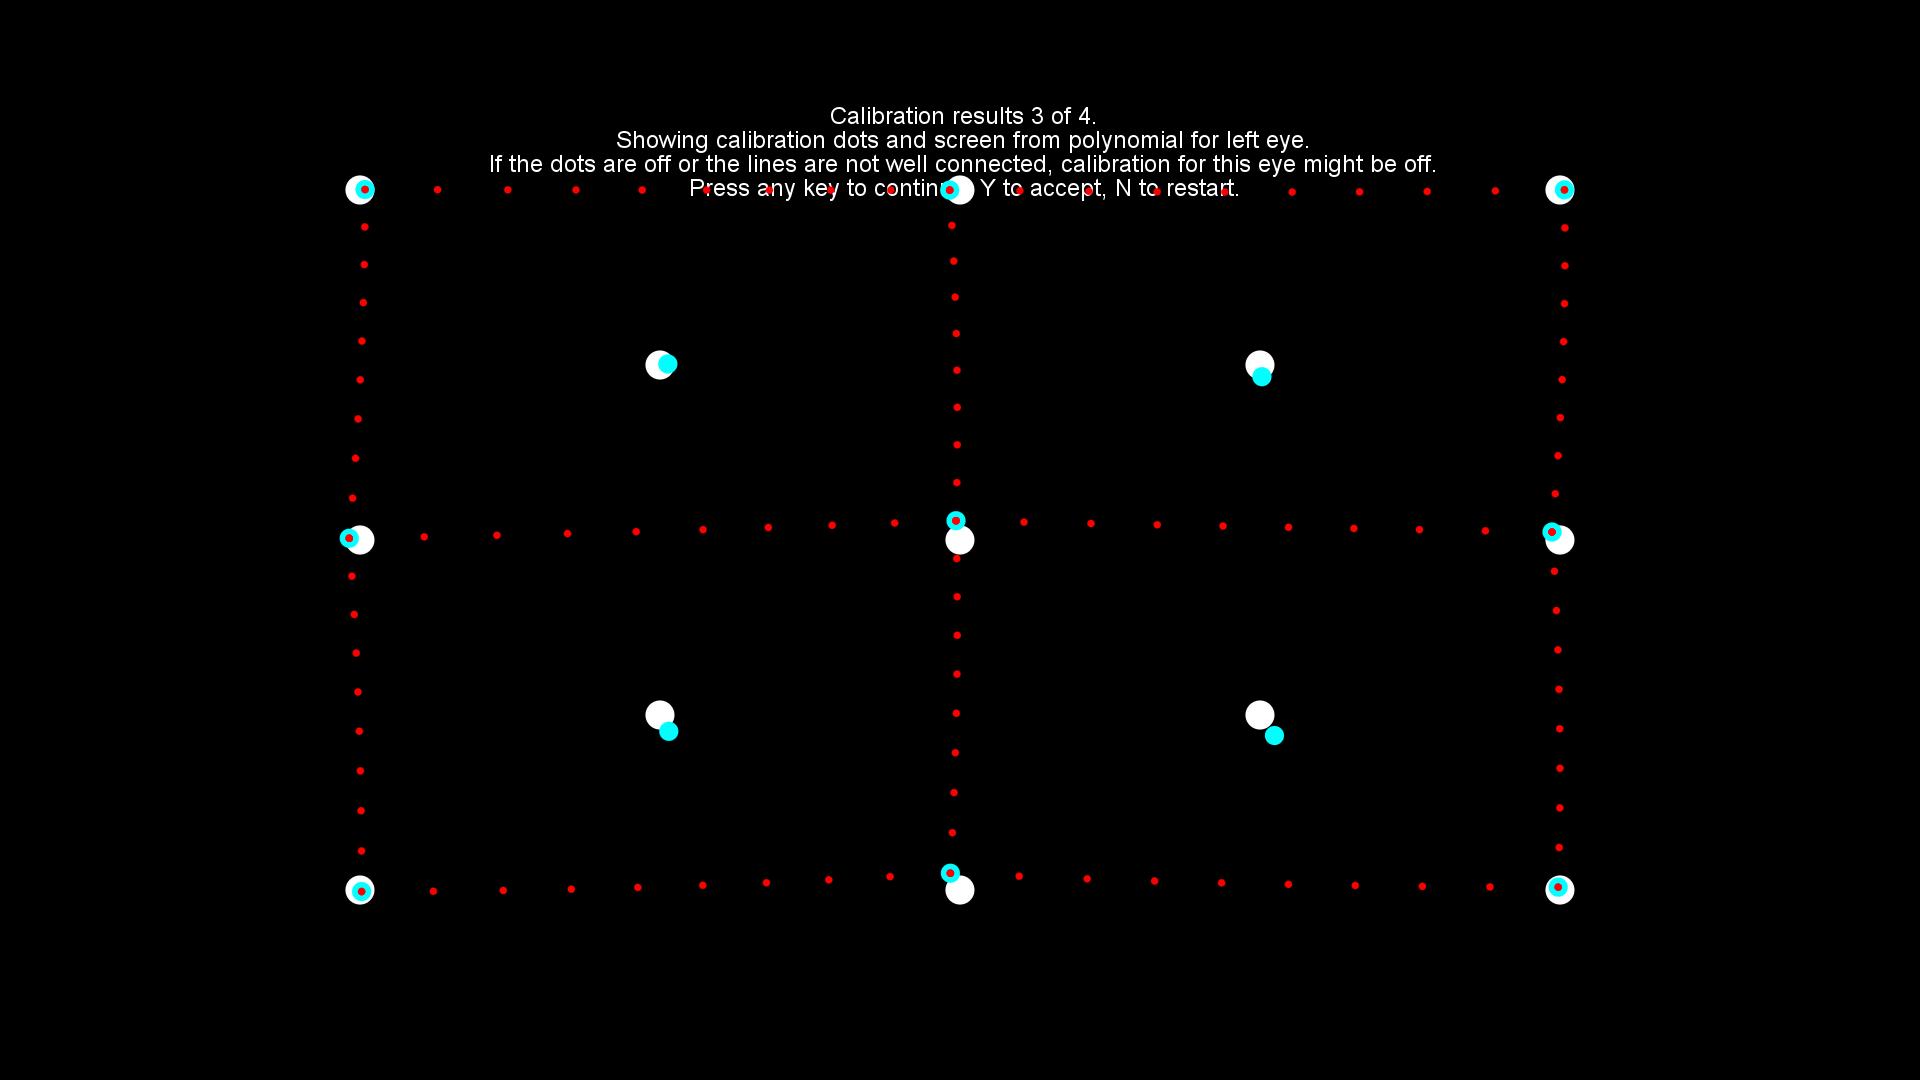 Calibration results 3 of 4.
Showing calibration dots and screen from polynomial for left eye.
If the dots are off or the lines are not well connected, calibration for this eye might be off.
Press any key to continue, Y to accept, N to restart.